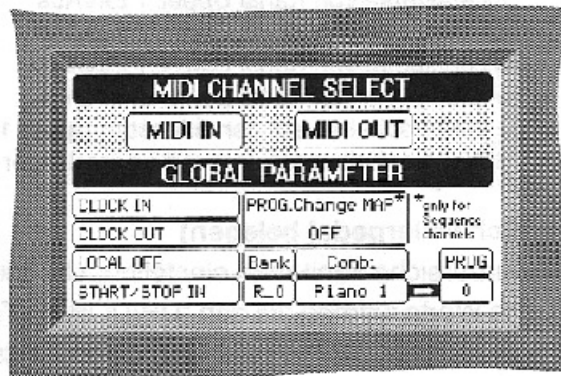 MIDI CHANNEL SELECT
MIDI IN MIDI OUT
GLOBAL PARAMETER
CLOCK IN PROG.Change MAP* *only for
CLOCK OUT OFF Sequence
channels
LOCAL OFF Bank Combi PROG
START/STOP IN R_0 Piano 1 0